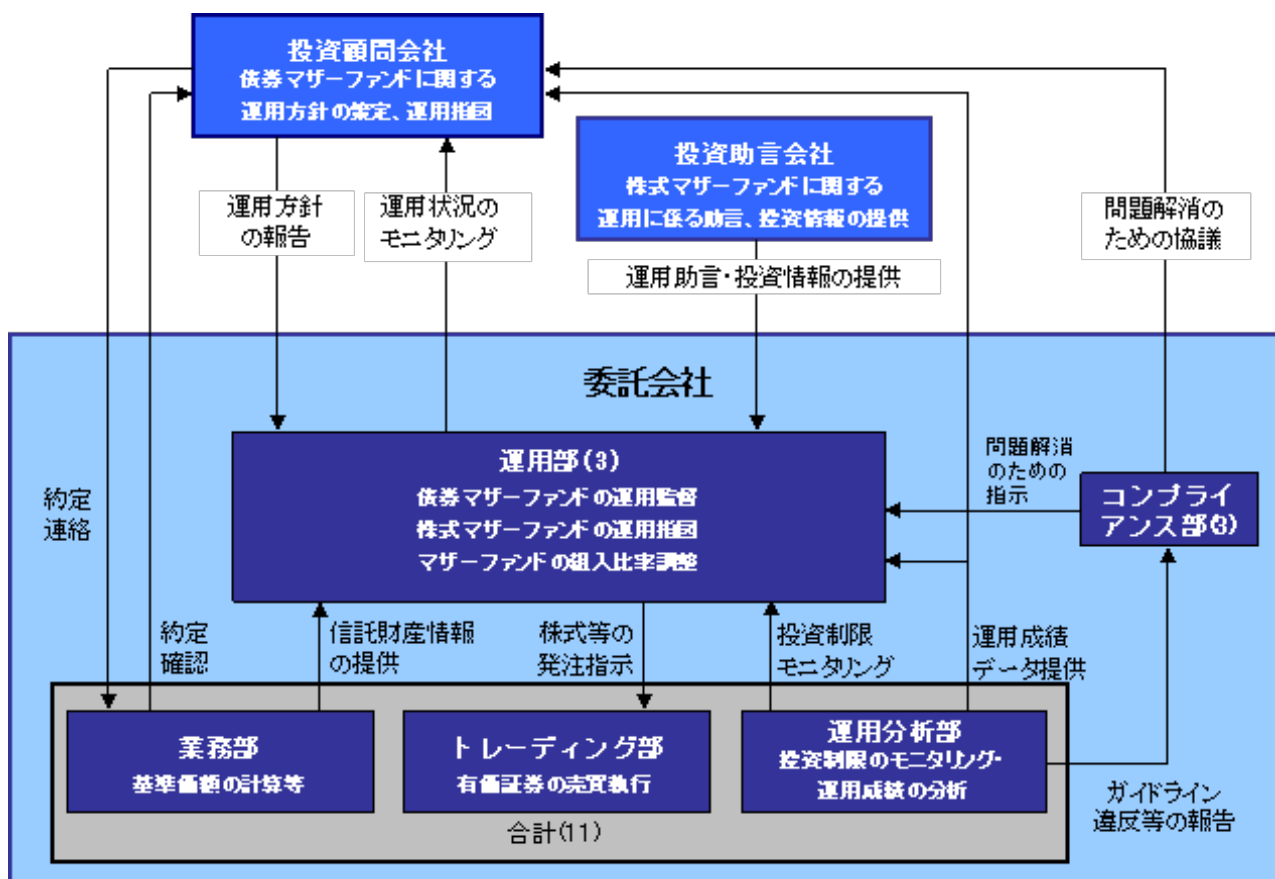 投資顧問会社
債券マザーファンドに関する
運用方針の策定、運用指図
投資助言会社
株式マザーファンドに関する
運用に係る助言、投資情報の提供
運用方針
の報告
運用状況の
モニタリング
問題解消の
ための協議
運用助言・投資情報の提供
委託会社
運用部(3)
債券マザーファンドの運用監督
株式マザーファンドの運用指図
マザーファンドの組入比率調整
問題解消
のための
指示
コンプライ
アンス部(3)
約定
連絡
約定
確認
信託財産情報
の提供
株式等の
発注指示
投資制限
モニタリング
運用成績
データ提供
業務部
基準価額の計算等
トレーディング部
有価証券の売買執行
運用分析部
投資制限のモニタリング・
運用成績の分析
ガイドライン
違反等の報告
合計(11)